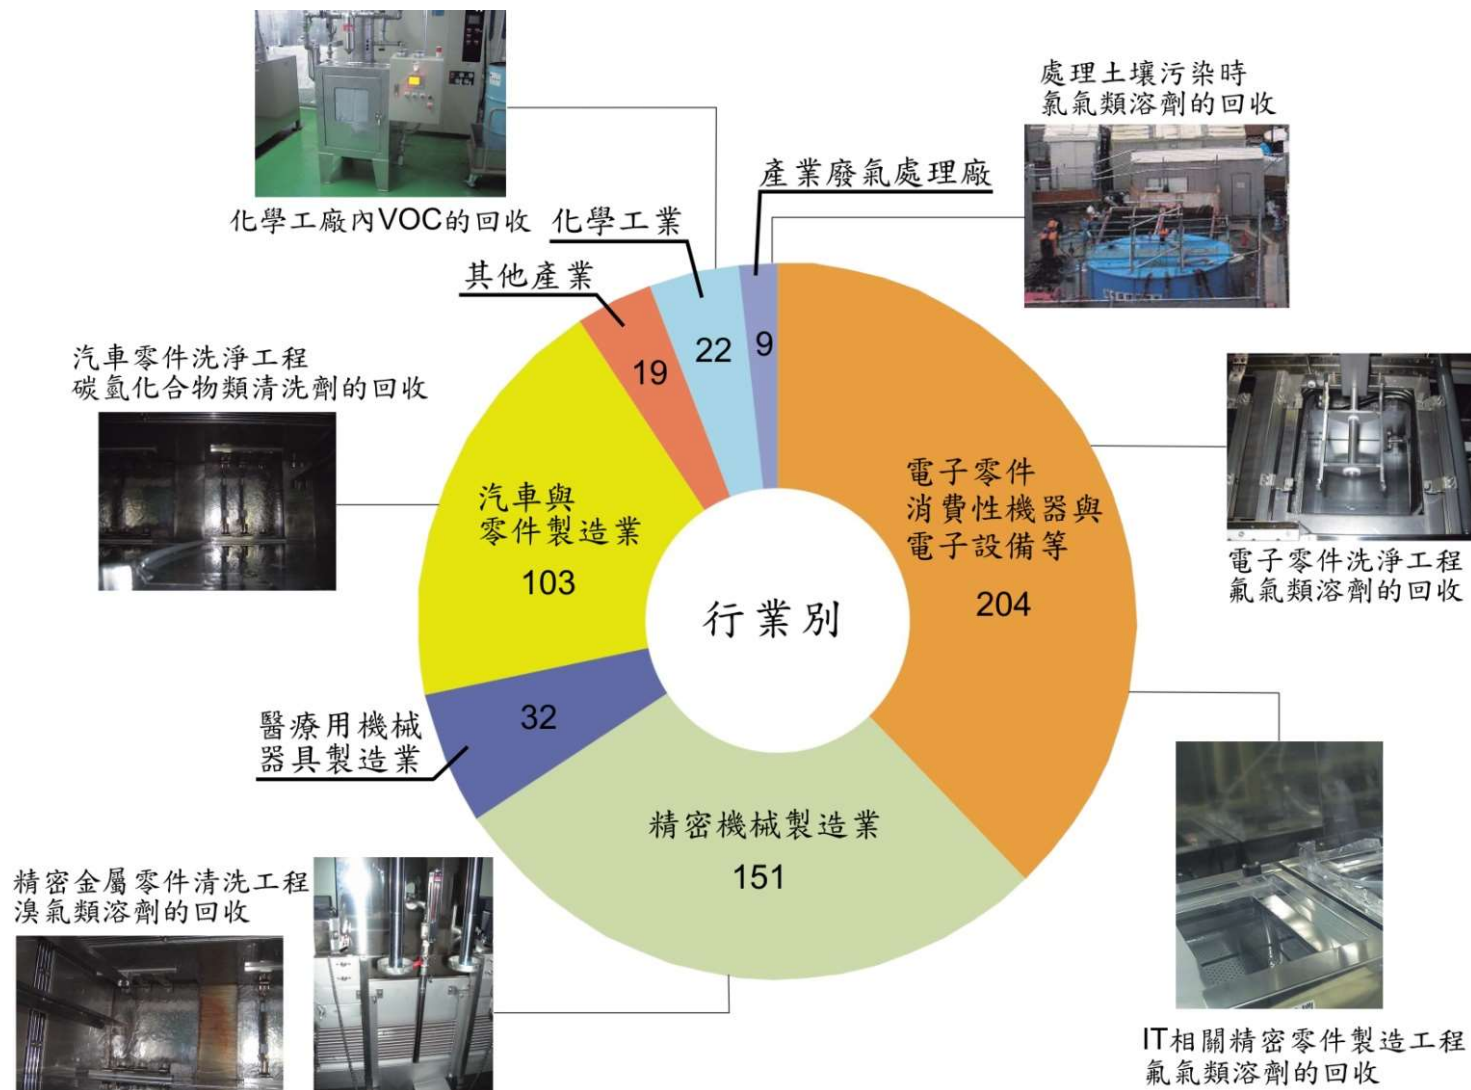 處理土壤污染時
氯氣類溶劑的回收
產業廢氣處理廠
化學工廠內VOC的回收
化學工業
其他產業
汽車零件洗淨工程
碳氫化合物類清洗劑的回收
19
22
9
電子零件
消費性機器與
電子設備等
204
汽車與
零件製造業
103
行業別
電子零件洗淨工程
氟氣類溶劑的回收
醫療用機械
器具製造業
32
精密機械製造業
151
精密金屬零件清洗工程
溴氣類溶劑的回收
IT相關精密零件製造工程
氟氣類溶劑的回收